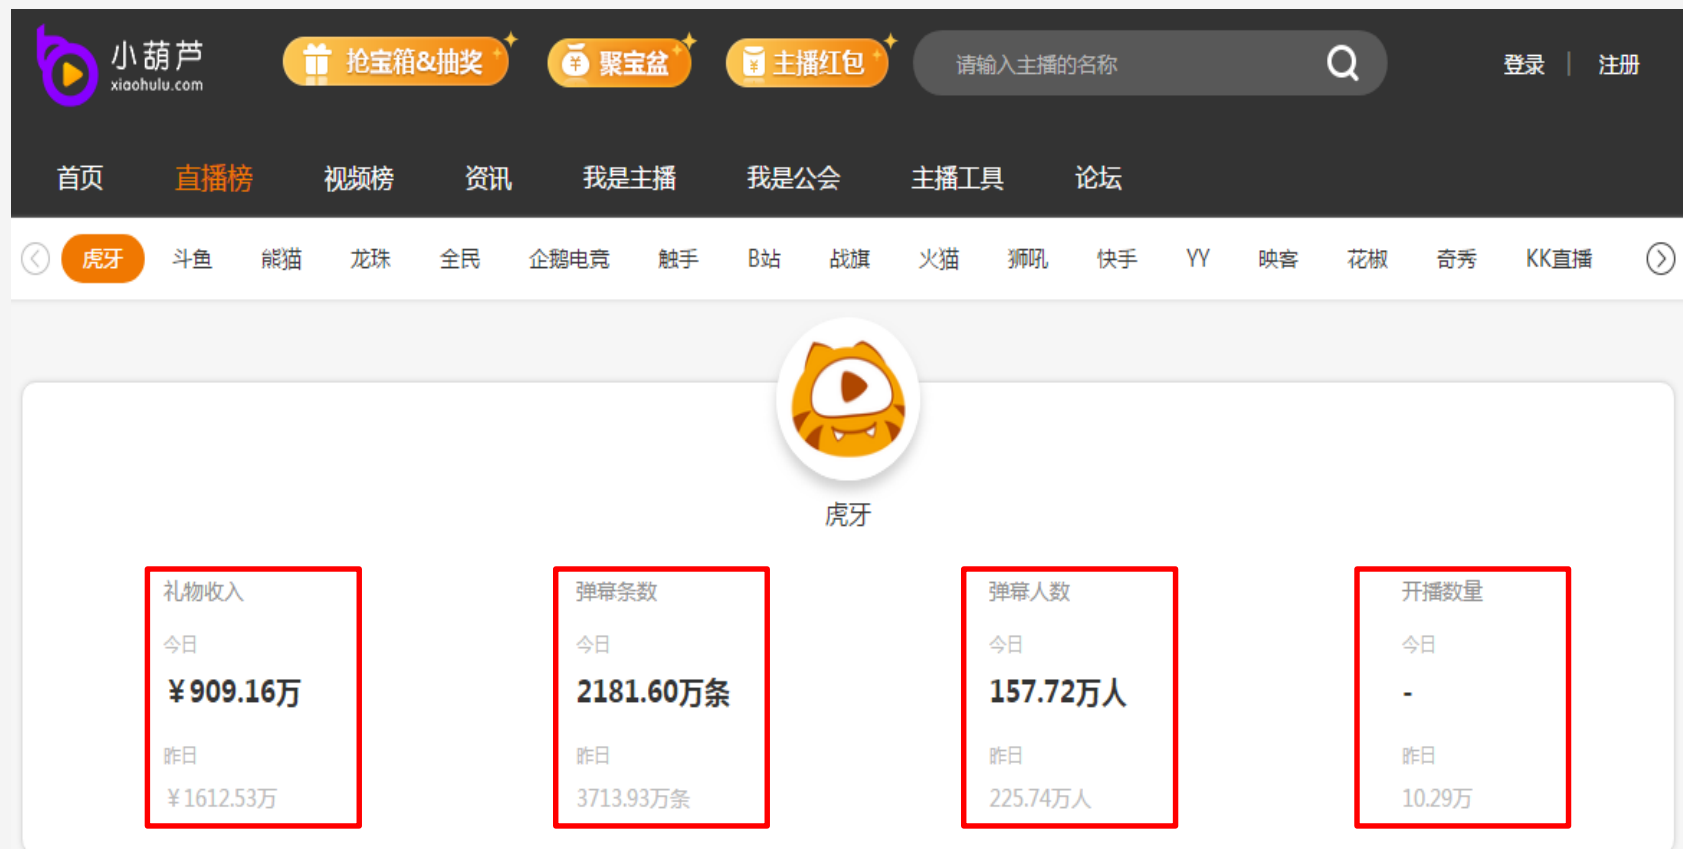 小葫芦
xiaohulu.com
抢宝箱&抽奖
聚宝盆
主播红包
请输入主播的名称
登录 | 注册
首页 直播榜 视频榜 资讯 我是主播 我是公会 主播工具 论坛
虎牙 斗鱼 熊猫 龙珠 全民 企鹅电竞 触手 B站 战旗 火猫 狮吼 快手 YY 映客 花椒 奇秀 KK直播
虎牙
礼物收入 弹幕条数 弹幕人数 开播数量
今日 今日 今日 今日
¥909.16万 2181.60万条 157.72万人 -
昨日 昨日 昨日 昨日
¥1612.53万 3713.93万条 225.74万人 10.29万